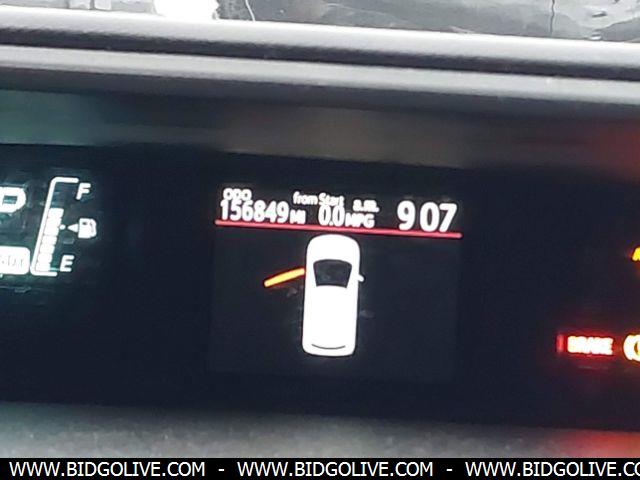 ODO from Start a.m.
156849 MI 0.0 MPG 9 07
P
F
E
BRAKE
WWW.BIDGOLIVE.COM - WWW.BIDGOLIVE.COM - WWW.BIDGOLIVE.CO